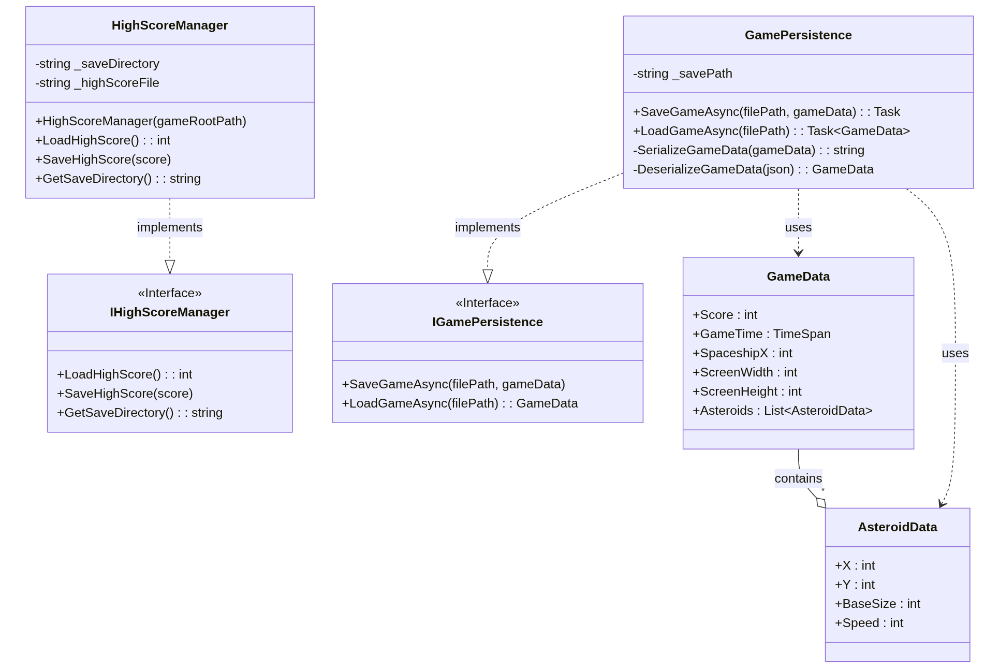 HighScoreManager
-string _saveDirectory
-string _highScoreFile
+HighScoreManager(gameRootPath)
+LoadHighScore() : : int
+SaveHighScore(score)
+GetSaveDirectory() : : string
GamePersistence
-string _savePath
+SaveGameAsync(filePath, gameData) : : Task
+LoadGameAsync(filePath) : : Task<GameData>
-SerializeGameData(gameData) : : string
-DeserializeGameData(json) : : GameData
implements
implements
uses
«Interface»
IHighScoreManager
+LoadHighScore() : : int
+SaveHighScore(score)
+GetSaveDirectory() : : string
«Interface»
IGamePersistence
+SaveGameAsync(filePath, gameData)
+LoadGameAsync(filePath) : : GameData
GameData
+Score : int
+GameTime : TimeSpan
+SpaceshipX : int
+ScreenWidth : int
+ScreenHeight : int
+Asteroids : List<AsteroidData>
uses
contains
*
AsteroidData
+X : int
+Y : int
+BaseSize : int
+Speed : int